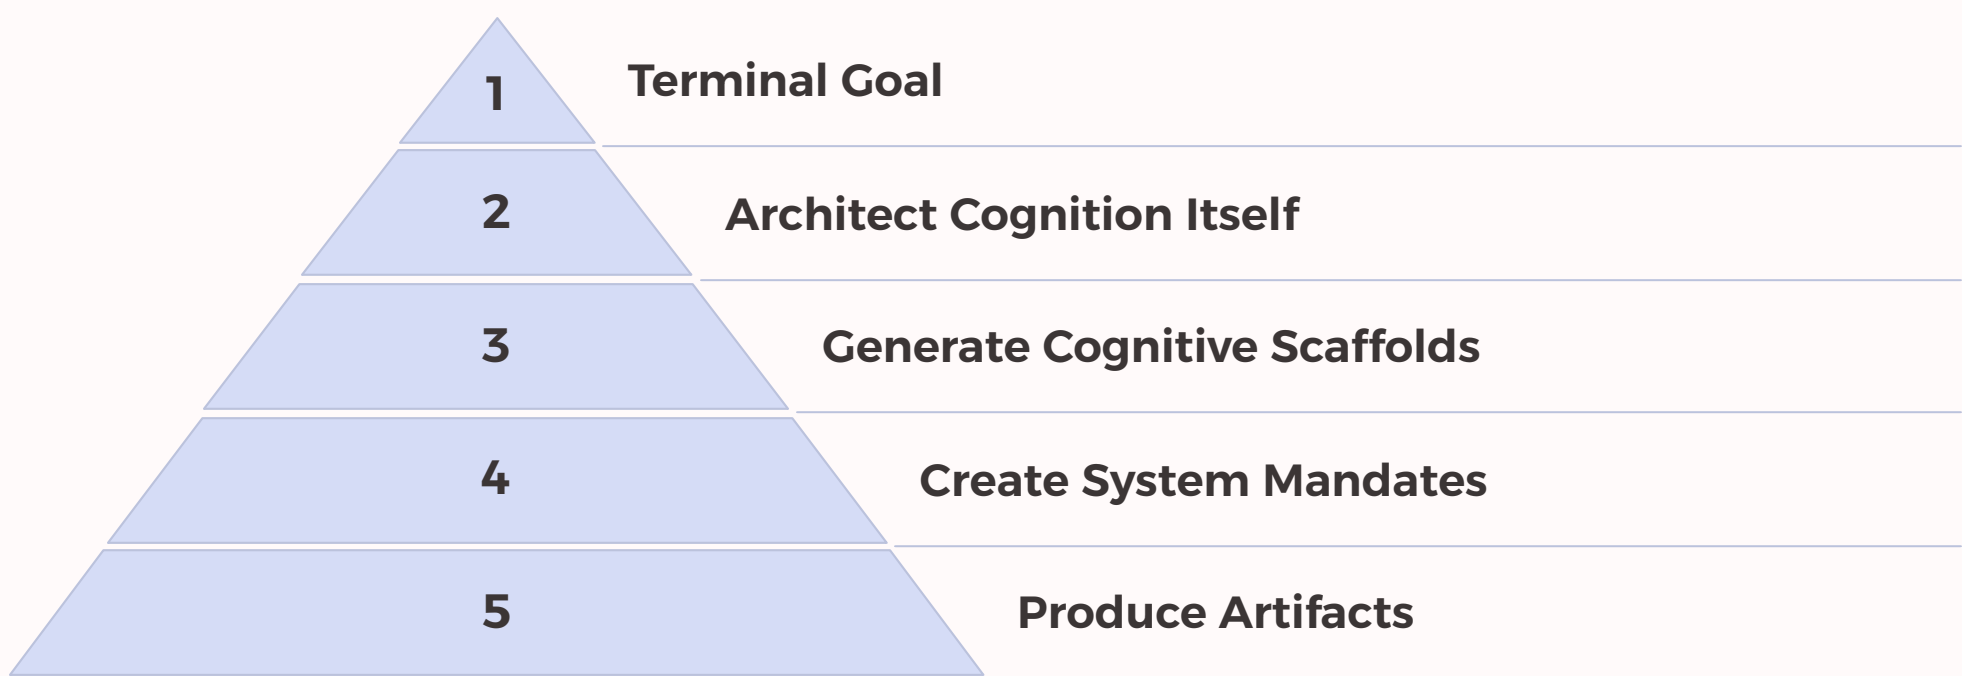 1
Terminal Goal
2
Architect Cognition Itself
3
Generate Cognitive Scaffolds
4
Create System Mandates
5
Produce Artifacts